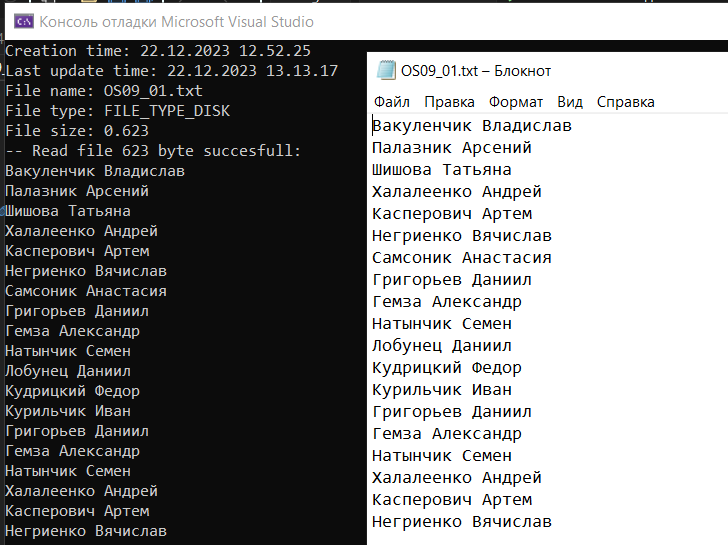 Консоль отладки Microsoft Visual Studio
Creation time: 22.12.2023 12.52.25
Last update time: 22.12.2023 13.13.17
File name: OS09_01.txt
File type: FILE_TYPE_DISK
File size: 0.623
-- Read file 623 byte succesfull:
Вакуленчик Владислав
Палазник Арсений
Шишова Татьяна
Халалеенко Андрей
Касперович Артем
Негриенко Вячислав
Самсоник Анастасия
Григорьев Даниил
Гемза Александр
Натынчик Семен
Лобунец Даниил
Кудрицкий Федор
Курильчик Иван
Григорьев Даниил
Гемза Александр
Натынчик Семен
Халалеенко Андрей
Касперович Артем
Негриенко Вячислав
OS09_01.txt – Блокнот
Файл Правка Формат Вид Справка
Вакуленчик Владислав
Палазник Арсений
Шишова Татьяна
Халалеенко Андрей
Касперович Артем
Негриенко Вячислав
Самсоник Анастасия
Григорьев Даниил
Гемза Александр
Натынчик Семен
Лобунец Даниил
Кудрицкий Федор
Курильчик Иван
Григорьев Даниил
Гемза Александр
Натынчик Семен
Халалеенко Андрей
Касперович Артем
Негриенко Вячислав